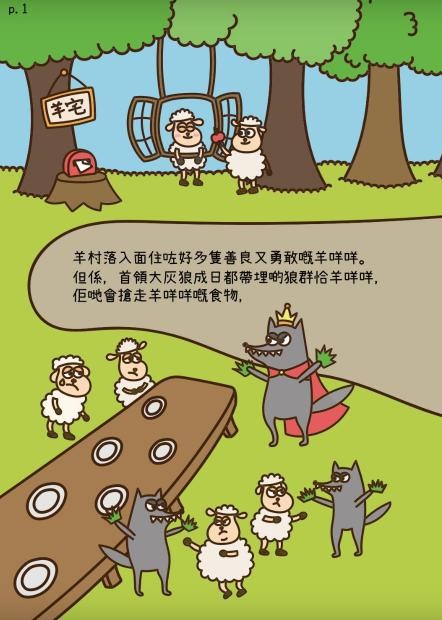 p.1
羊宅
羊村落入面住咗好多隻善良又勇敢嘅羊咩咩。
但係，首領大灰狼成日都帶埋啲狼群恰羊咩咩，
佢哋會搶走羊咩咩嘅食物，